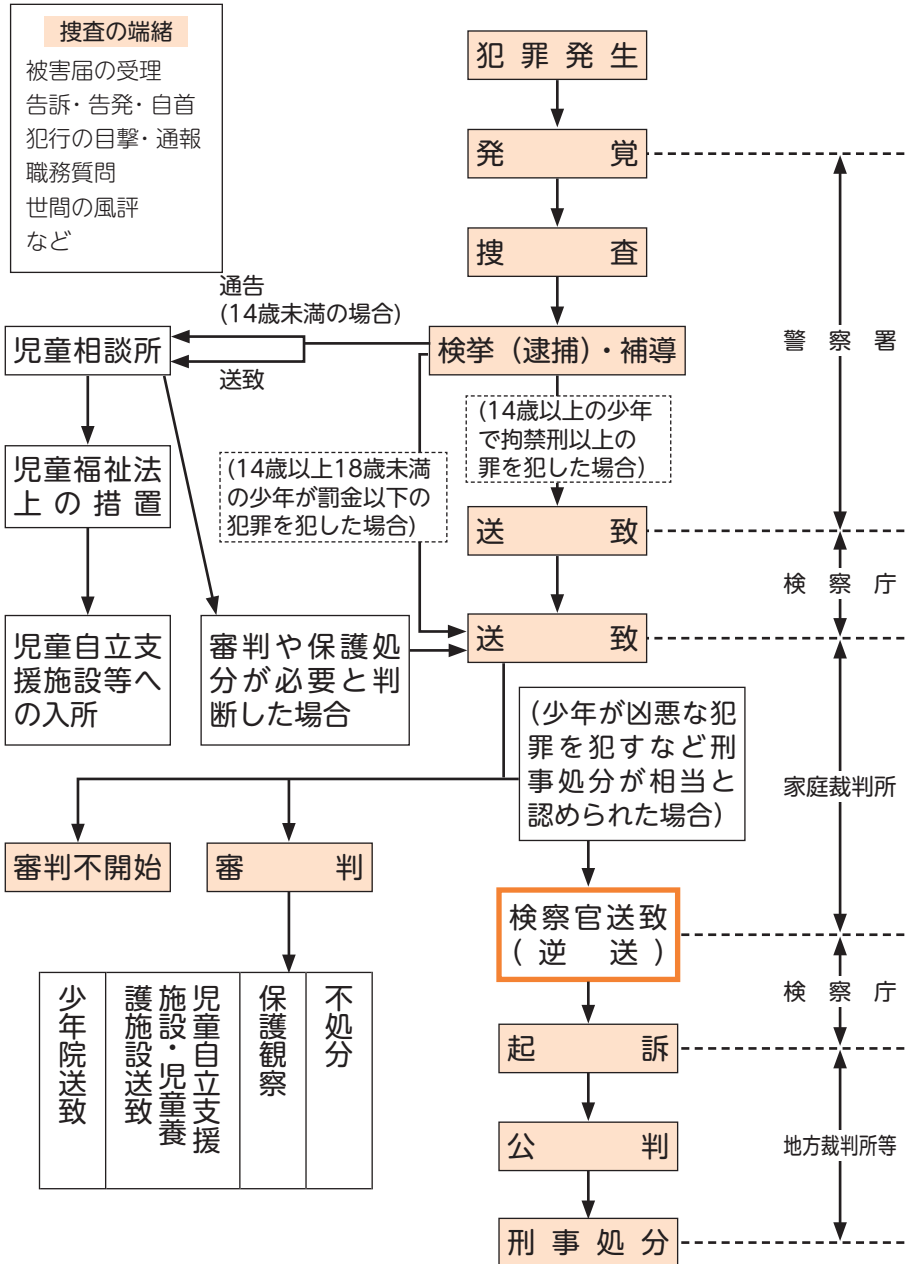 捜査の端緒
被害届の受理
告訴・告発・自首
犯行の目撃・通報
職務質問
世間の風評
など
犯罪発生
発覚
捜査
通告
(14歳未満の場合)
児童相談所
送致
検挙（逮捕）・補導
警察署
(14歳以上の少年
で拘禁刑以上の
罪を犯した場合)
(14歳以上18歳未満
の少年が罰金以下の
犯罪を犯した場合)
児童福祉法
上の措置
送致
検察庁
送致
児童自立支
援施設等へ
の入所
審判や保護処
分が必要と判
断した場合
(少年が凶悪な犯
罪を犯すなど刑
事処分が相当と
認められた場合)
家庭裁判所
審判不開始
審判
検察官送致
(逆送)
検察庁
少年院送致
児童自立支援
施設・児童養
護施設送致
保護観察
不処分
起訴
公判
地方裁判所等
刑事処分